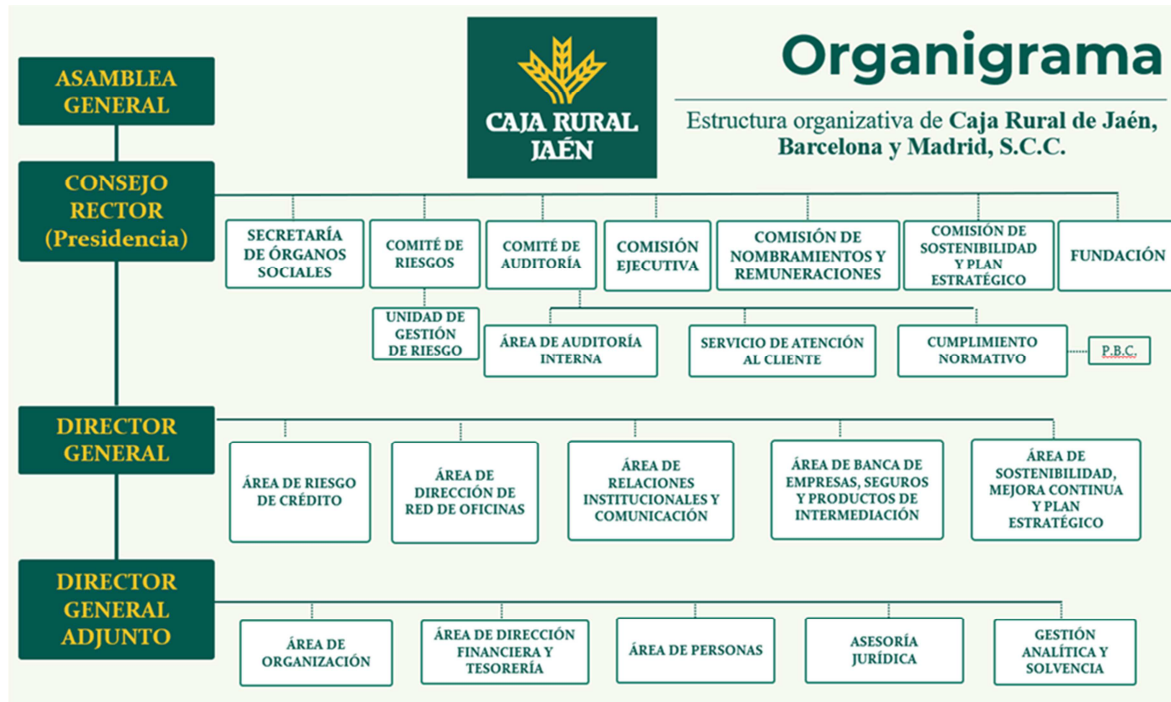 Organigrama
CAJA RURAL
JAÉN
Estructura organizativa de Caja Rural de Jaén,
Barcelona y Madrid, S.C.C.
ASAMBLEA
GENERAL
CONSEJO
RECTOR
(Presidencia)
SECRETARÍA
DE ÓRGANOS
SOCIALES
COMITÉ DE
RIESGOS
COMITÉ DE
AUDITORÍA
COMISIÓN
EJECUTIVA
COMISIÓN DE
NOMBRAMIENTOS Y
REMUNERACIONES
COMISIÓN DE
SOSTENIBILIDAD
Y PLAN
ESTRATÉGICO
FUNDACIÓN
UNIDAD DE
GESTIÓN
DE RIESGO
ÁREA DE AUDITORÍA
INTERNA
SERVICIO DE ATENCIÓN
AL CLIENTE
CUMPLIMIENTO
NORMATIVO
P.B.C.
DIRECTOR
GENERAL
ÁREA DE RIESGO
DE CRÉDITO
ÁREA DE
DIRECCIÓN DE
RED DE OFICINAS
ÁREA DE
RELACIONES
INSTITUCIONALES Y
COMUNICACIÓN
ÁREA DE BANCA DE
EMPRESAS, SEGUROS
Y PRODUCTOS DE
INTERMEDIACIÓN
ÁREA DE
SOSTENIBILIDAD,
MEJORA CONTINUA
Y PLAN
ESTRATÉGICO
DIRECTOR
GENERAL
ADJUNTO
ÁREA DE
ORGANIZACIÓN
ÁREA DE DIRECCIÓN
FINANCIERA Y
TESORERÍA
ÁREA DE PERSONAS
ASESORÍA
JURÍDICA
GESTIÓN
ANALÍTICA Y
SOLVENCIA